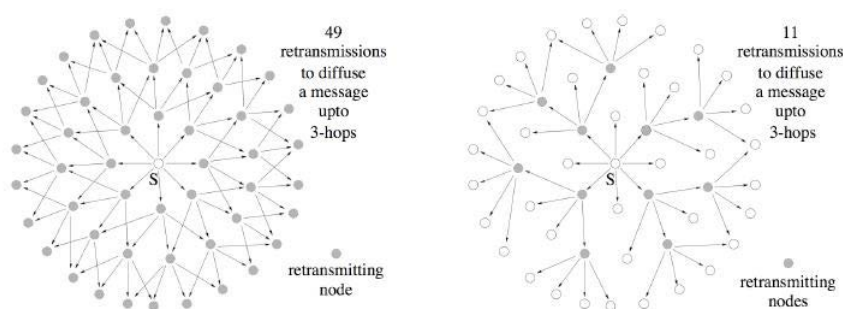 49
retransmissions
to diffuse
a message
upto
3-hops
S
retransmitting
node
11
retransmissions
to diffuse
a message
upto
3-hops
S
retransmitting
nodes